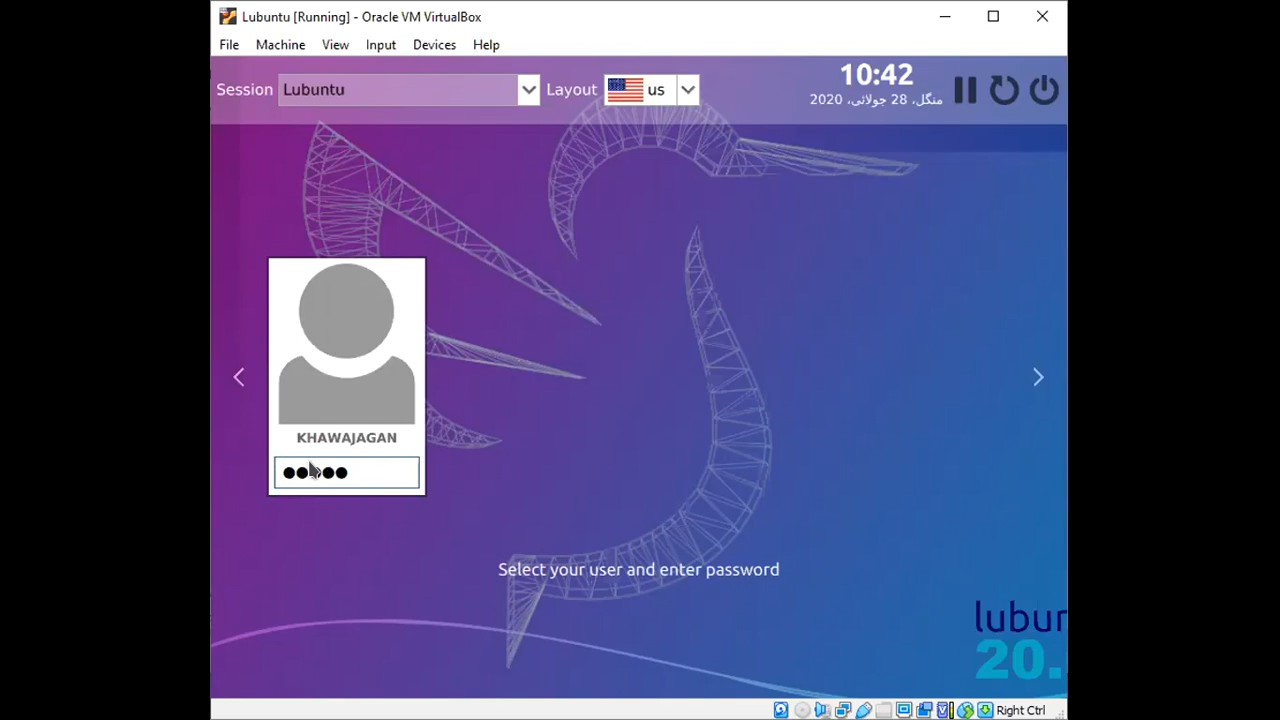 Lubuntu [Running] - Oracle VM VirtualBox
File Machine View Input Devices Help
Session Lubuntu Layout us
10:42
منگل، 28 جولائی، 2020
KHAWAJAGAN
Select your user and enter password
lubu
20.
Right Ctrl